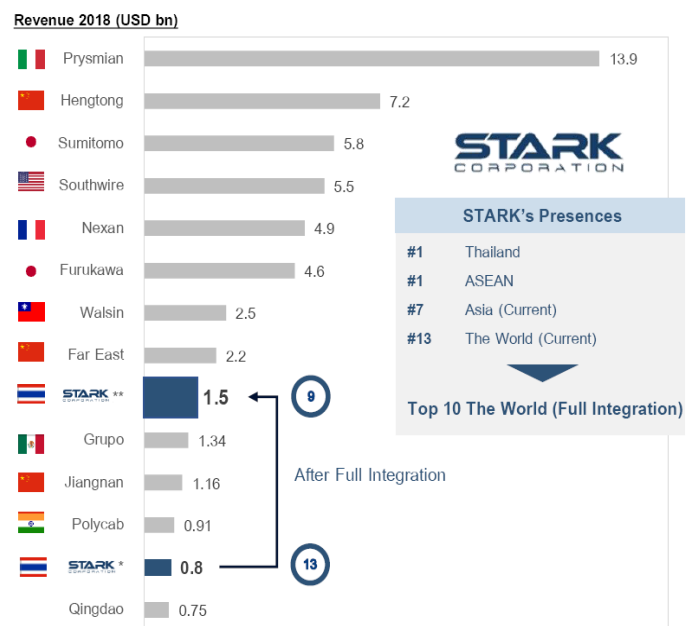 Revenue 2018 (USD bn)
Prysmian 13.9
Hengtong 7.2
Sumitomo 5.8
STARK
CORPORATION
Southwire 5.5
STARK's Presences
Nexan 4.9
#1 Thailand
#1 ASEAN
Furukawa 4.6
#7 Asia (Current)
Walsin 2.5
#13 The World (Current)
Far East 2.2
STARK ** 1.5 9
CORPORATION
Top 10 The World (Full Integration)
Grupo 1.34
Jiangnan 1.16
After Full Integration
Polycab 0.91
STARK * 0.8 13
CORPORATION
Qingdao 0.75